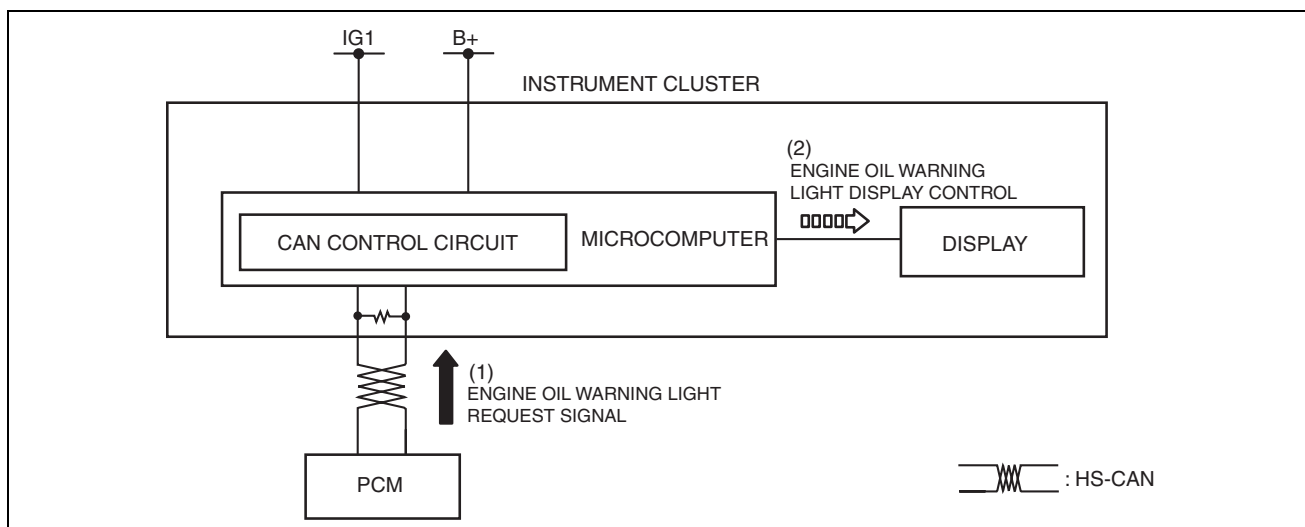 IG1
B+
INSTRUMENT CLUSTER
(2)
ENGINE OIL WARNING
LIGHT DISPLAY CONTROL
CAN CONTROL CIRCUIT
MICROCOMPUTER
DISPLAY
(1)
ENGINE OIL WARNING LIGHT
REQUEST SIGNAL
PCM
: HS-CAN